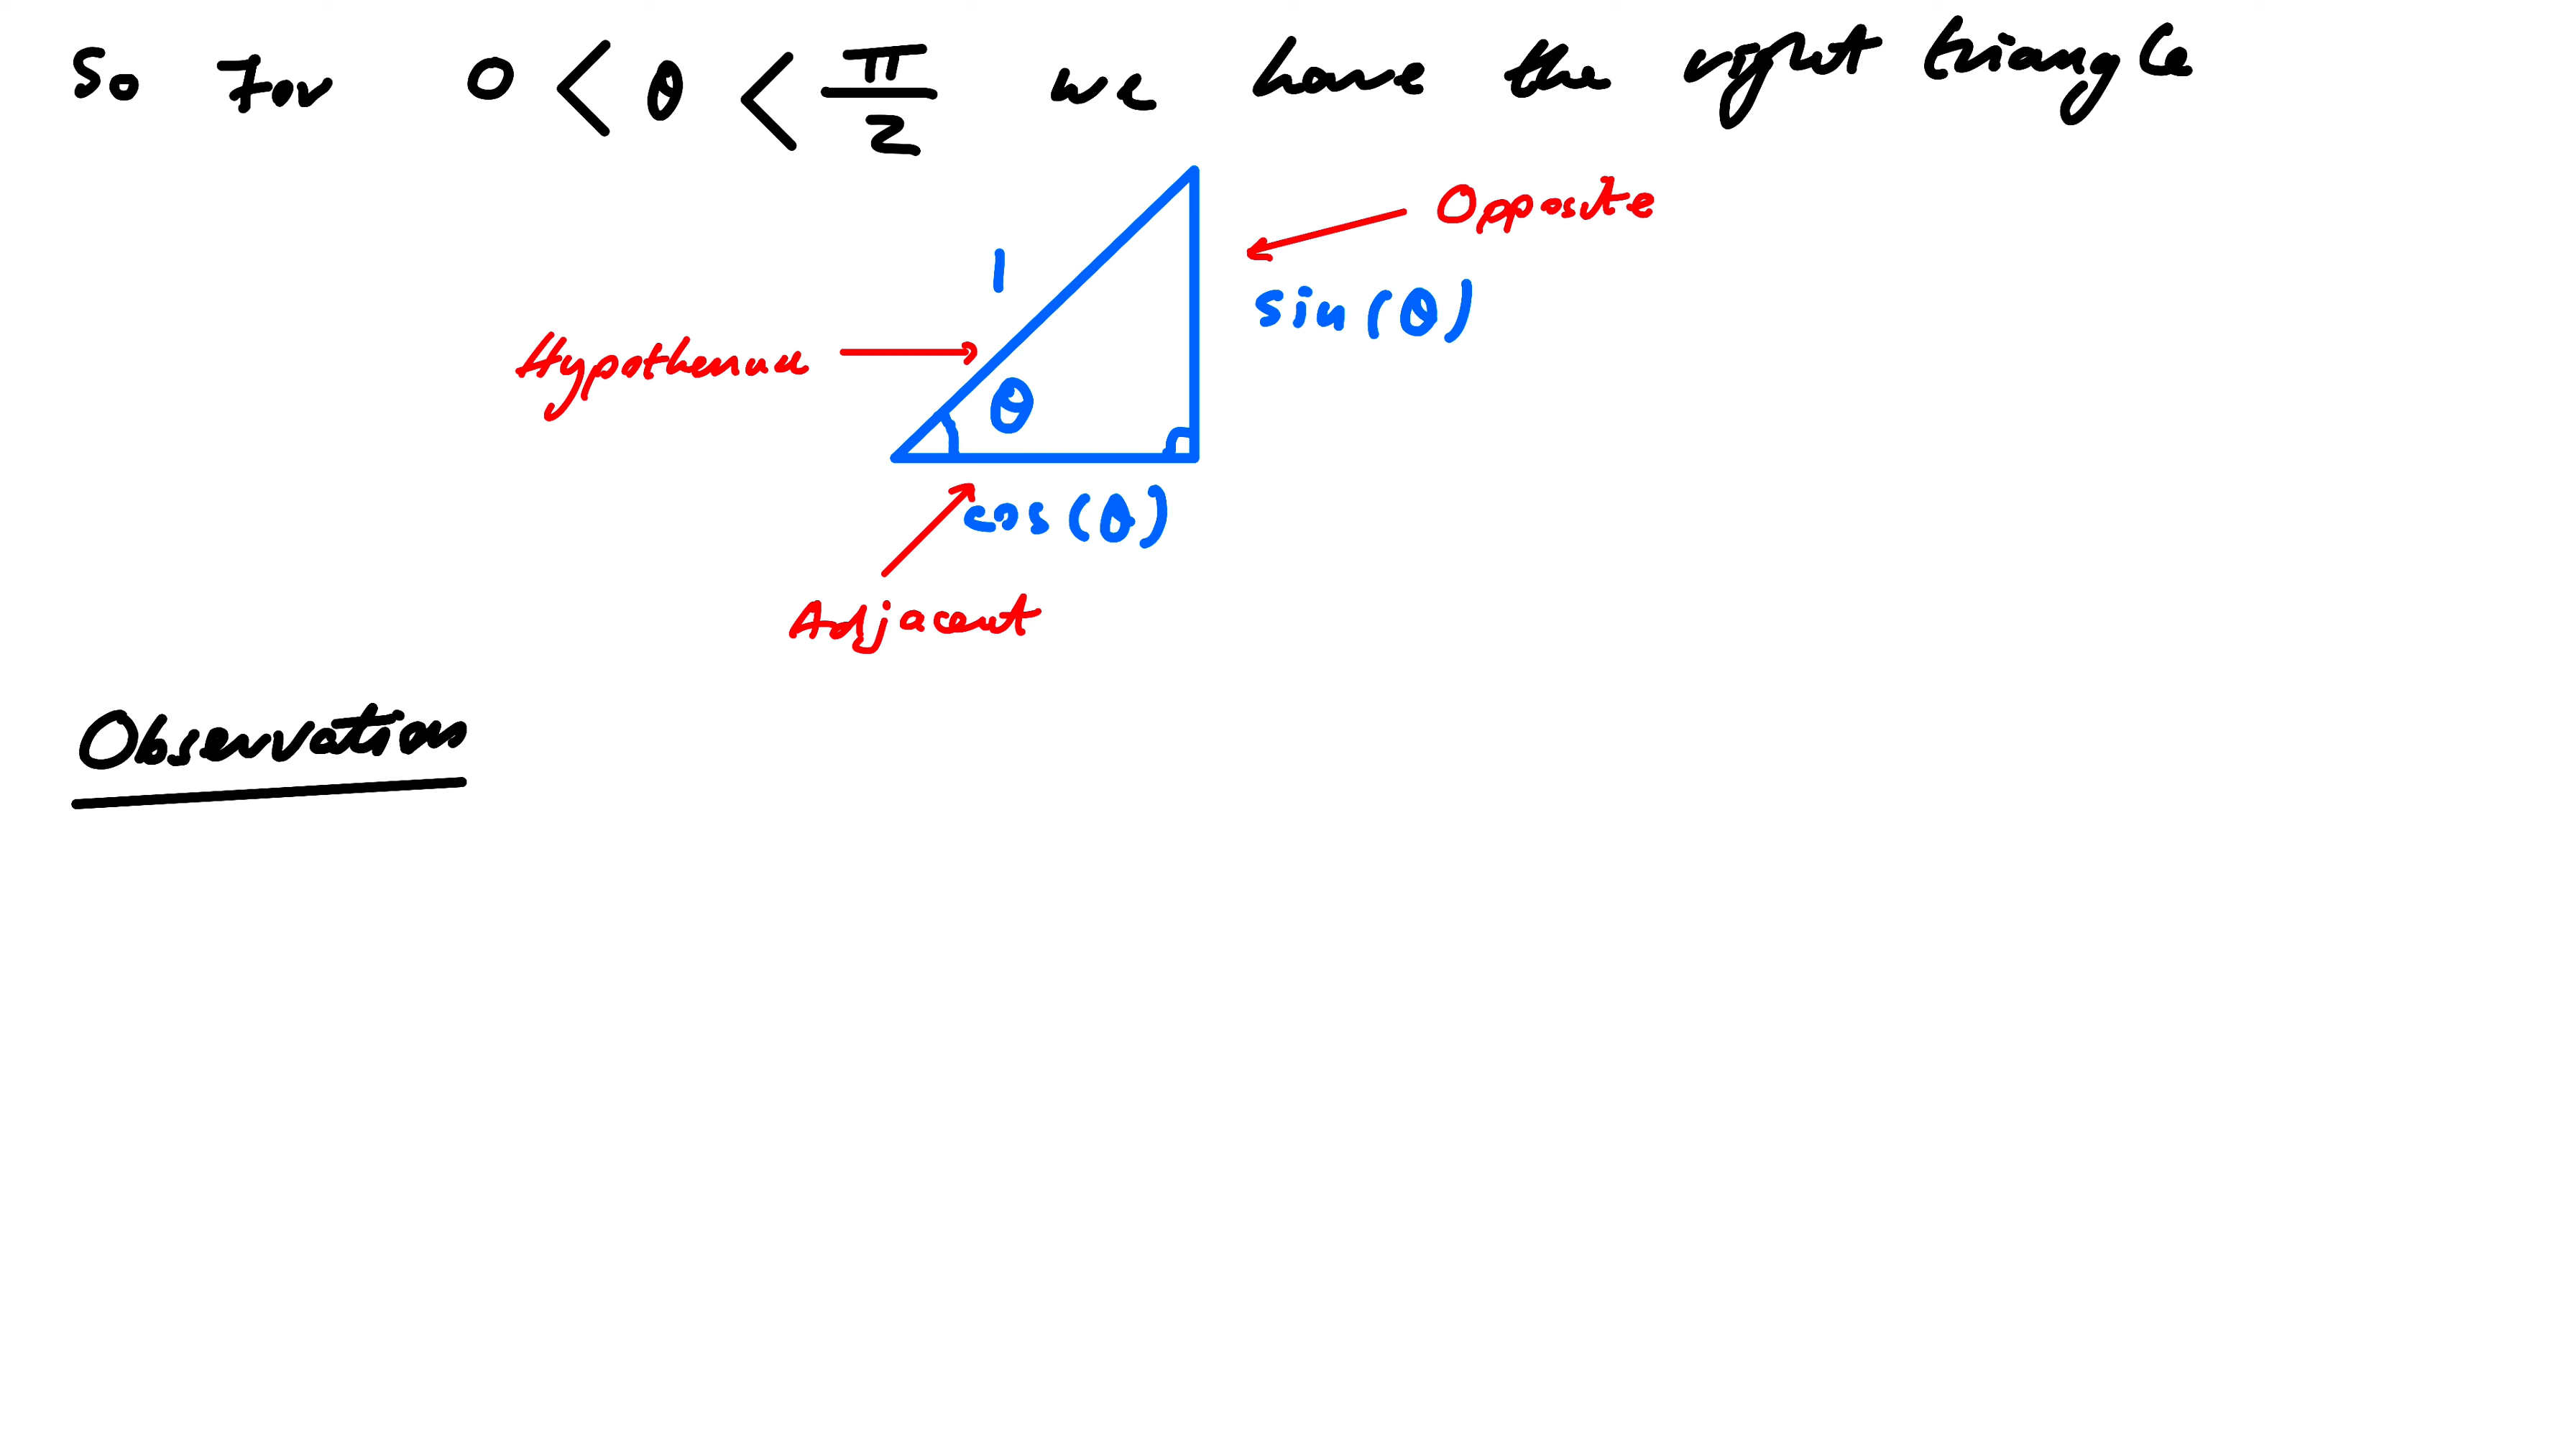 So For 0 < θ < π/2 we have the right triangle
Opposite
1
sin(θ)
Hypothenuse
θ
cos(θ)
Adjacent
Observation